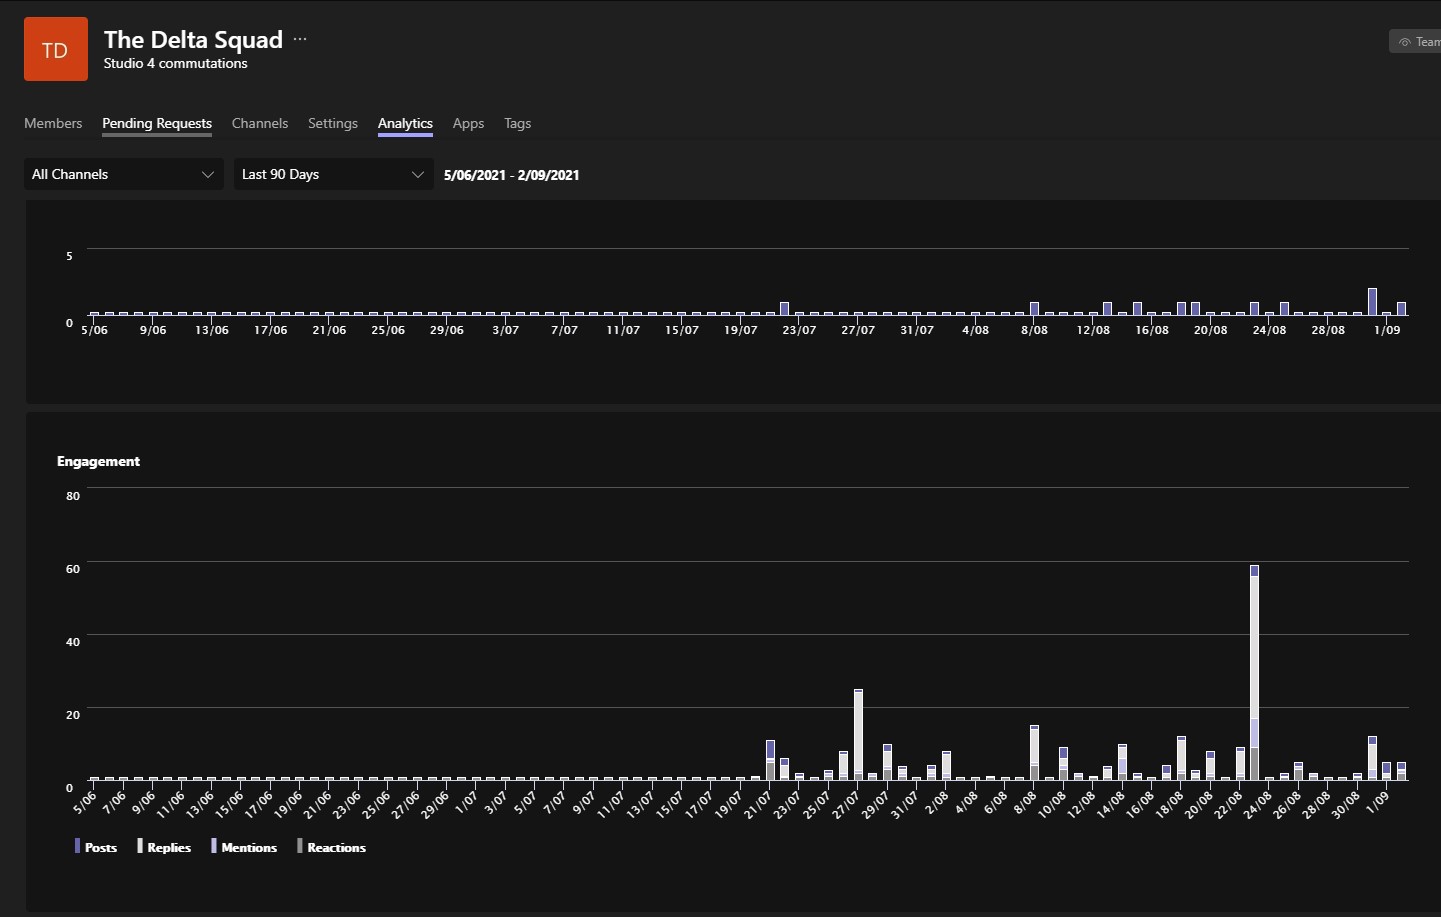 TD
The Delta Squad ...
Studio 4 commutations
Team
Members Pending Requests Channels Settings Analytics Apps Tags
All Channels Last 90 Days 5/06/2021 - 2/09/2021
5
0
5/06 9/06 13/06 17/06 21/06 25/06 29/06 3/07 7/07 11/07 15/07 19/07 23/07 27/07 31/07 4/08 8/08 12/08 16/08 20/08 24/08 28/08 1/09
Engagement
80
60
40
20
0
5/06 7/06 9/06 11/06 13/06 15/06 17/06 19/06 21/06 23/06 25/06 27/06 29/06 1/07 3/07 5/07 7/07 9/07 11/07 13/07 15/07 17/07 19/07 21/07 23/07 25/07 27/07 29/07 31/07 2/08 4/08 6/08 8/08 10/08 12/08 14/08 16/08 18/08 20/08 22/08 24/08 26/08 28/08 30/08 1/09
Posts Replies Mentions Reactions